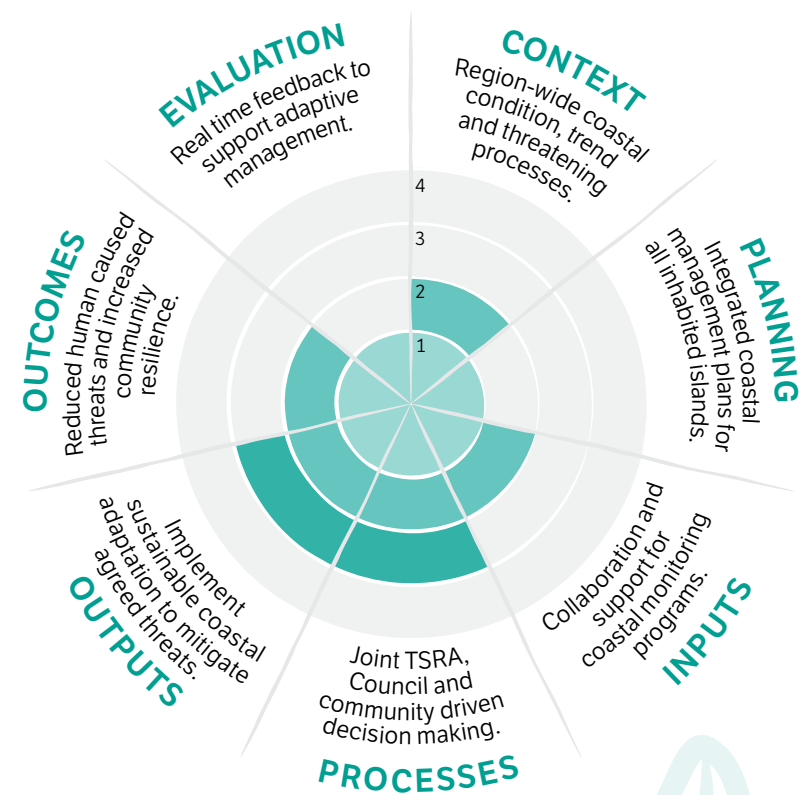 CONTEXT
Region-wide coastal
condition, trend
and threatening
processes.
PLANNING
Integrated coastal
management plans for
all inhabited islands.
INPUTS
Collaboration and
support for
coastal monitoring
programs.
PROCESSES
Joint TSRA,
Council and
community driven
decision making.
OUTPUTS
Implement
sustainable coastal
adaptation to mitigate
agreed threats.
OUTCOMES
Reduced human caused
threats and increased
community
resilience.
EVALUATION
Real time feedback to
support adaptive
management.
4
3
2
1